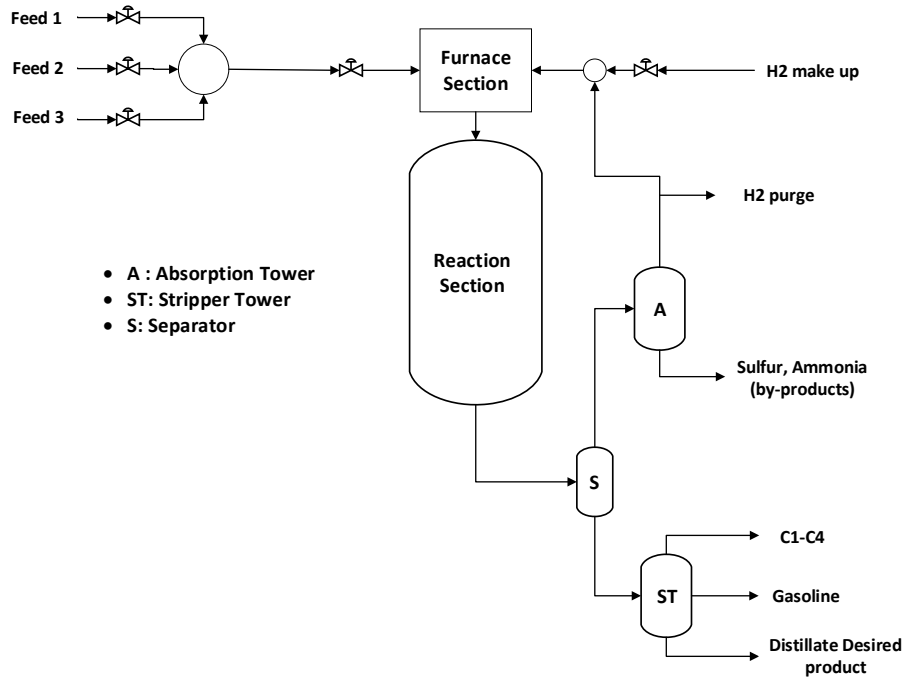 Feed 1
Feed 2
Feed 3
Furnace
Section
H2 make up
H2 purge
Reaction
Section
• A : Absorption Tower
• ST: Stripper Tower
• S: Separator
A
Sulfur, Ammonia
(by-products)
S
C1-C4
ST
Gasoline
Distillate Desired
product